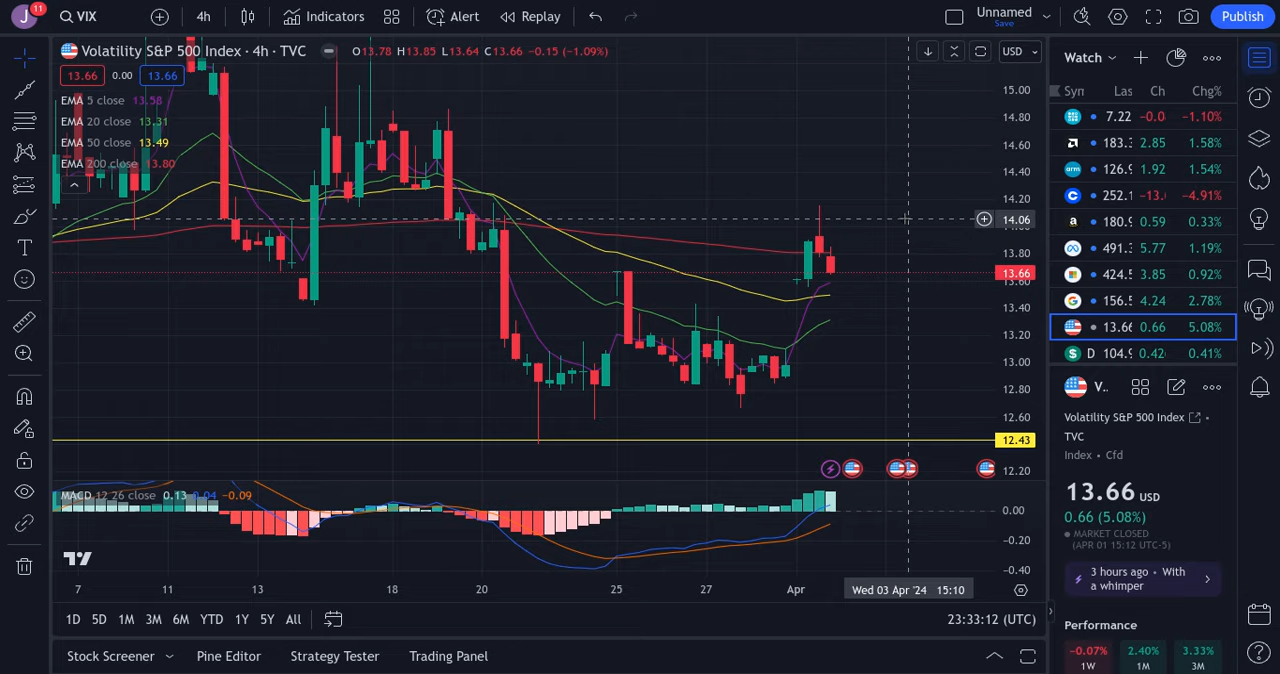 J 11 VIX 4h Indicators Alert Replay Unnamed Save Publish
Volatility S&P 500 Index · 4h · TVC O13.78 H13.85 L13.64 C13.66 -0.15 (-1.09%) USD
13.66 0.00 13.66
EMA 5 close 13.58
EMA 20 close 13.31
EMA 50 close 13.49
EMA 200 close 13.80
15.00
14.80
14.60
14.40
14.20
14.06
14.00
13.80
13.66
13.60
13.40
13.20
13.00
12.80
12.60
12.43
12.20
MACD 12 26 close 0.13 0.04 -0.09
0.00
-0.20
-0.40
7 11 13 18 20 25 27 Apr Wed 03 Apr '24 15:10
1D 5D 1M 3M 6M YTD 1Y 5Y All 23:33:12 (UTC)
Stock Screener Pine Editor Strategy Tester Trading Panel
Watch
Syn Las Ch Chg%
7.22 -0.0 -1.10%
183.3 2.85 1.58%
arm 126.9 1.92 1.54%
252.1 -13.0 -4.91%
a 180.9 0.59 0.33%
491.3 5.77 1.19%
424.5 3.85 0.92%
G 156.5 4.24 2.78%
13.66 0.66 5.08%
$ D 104.9 0.42 0.41%
V..
Volatility S&P 500 Index ·
TVC
Index · Cfd
13.66 USD
0.66 (5.08%)
MARKET CLOSED
(APR 01 15:12 UTC-5)
3 hours ago · With
a whimper
Performance
-0.07% 2.40% 3.33%
1W 1M 3M